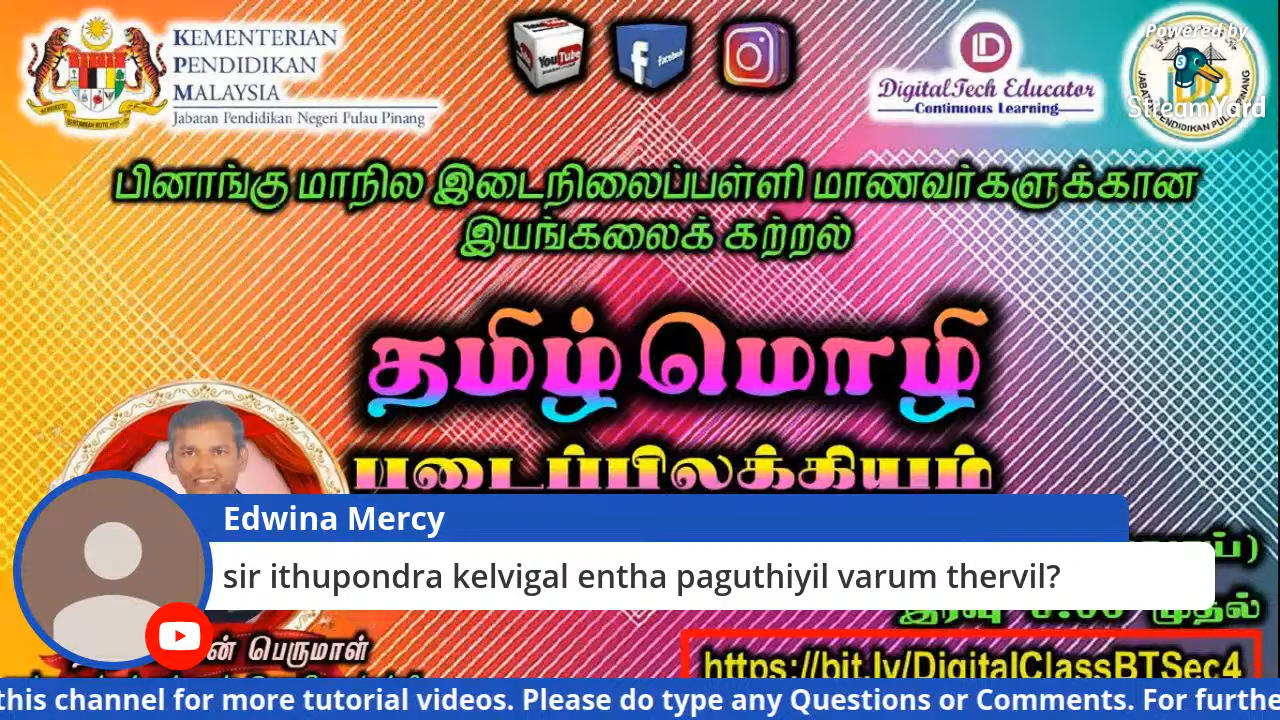 KEMENTERIAN
PENDIDIKAN
MALAYSIA
Jabatan Pendidikan Negeri Pulau Pinang
YouTube
facebook
DigitalTech Educator
Continuous Learning
Powered by
StreamYard
பினாங்கு மாநில இடைநிலைப்பள்ளி மாணவர்களுக்கான
இயங்கலைக் கற்றல்
தமிழ்மொழி
படைப்பிலக்கியம்
Edwina Mercy
sir ithupondra kelvigal entha paguthiyil varum thervil?
முதல்
பெருமாள்
https://bit.ly/DigitalClassBTSec4
this channel for more tutorial videos. Please do type any Questions or Comments. For furthe